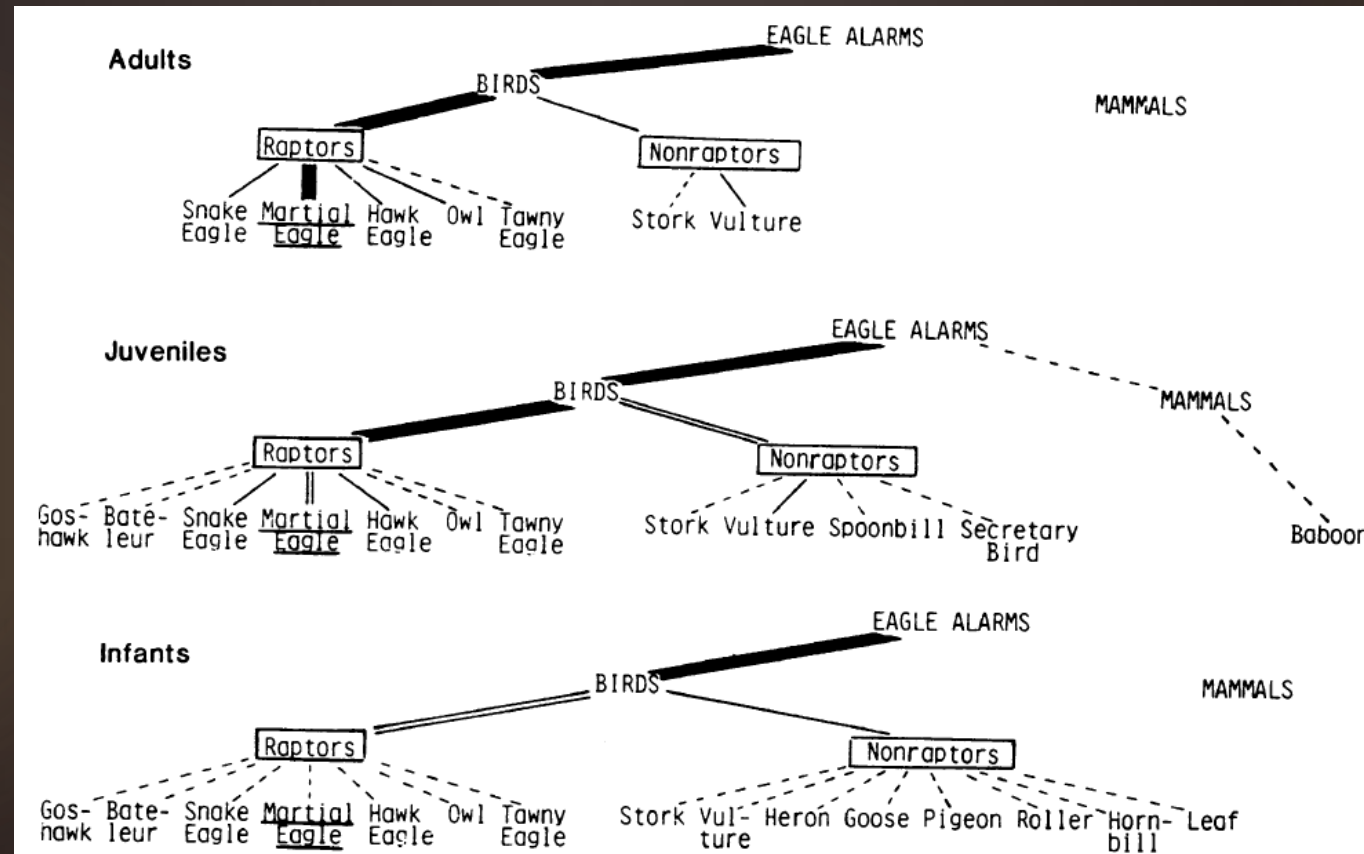 Adults
EAGLE ALARMS
BIRDS
MAMMALS
Raptors
Nonraptors
Snake Martial Hawk Owl Tawny
Eagle Eagle Eagle Eagle
Stork Vulture
Juveniles
EAGLE ALARMS
BIRDS
MAMMALS
Raptors
Nonraptors
Gos- Bate- Snake Martial Hawk Owl Tawny
hawk leur Eagle Eagle Eagle Eagle
Stork Vulture Spoonbill Secretary
Bird
Baboon
Infants
EAGLE ALARMS
BIRDS
MAMMALS
Raptors
Nonraptors
Gos- Bate- Snake Martial Hawk Owl Tawny
hawk leur Eagle Eagle Eagle Eagle
Stork Vul- Heron Goose Pigeon Roller Horn- Leaf
ture bill